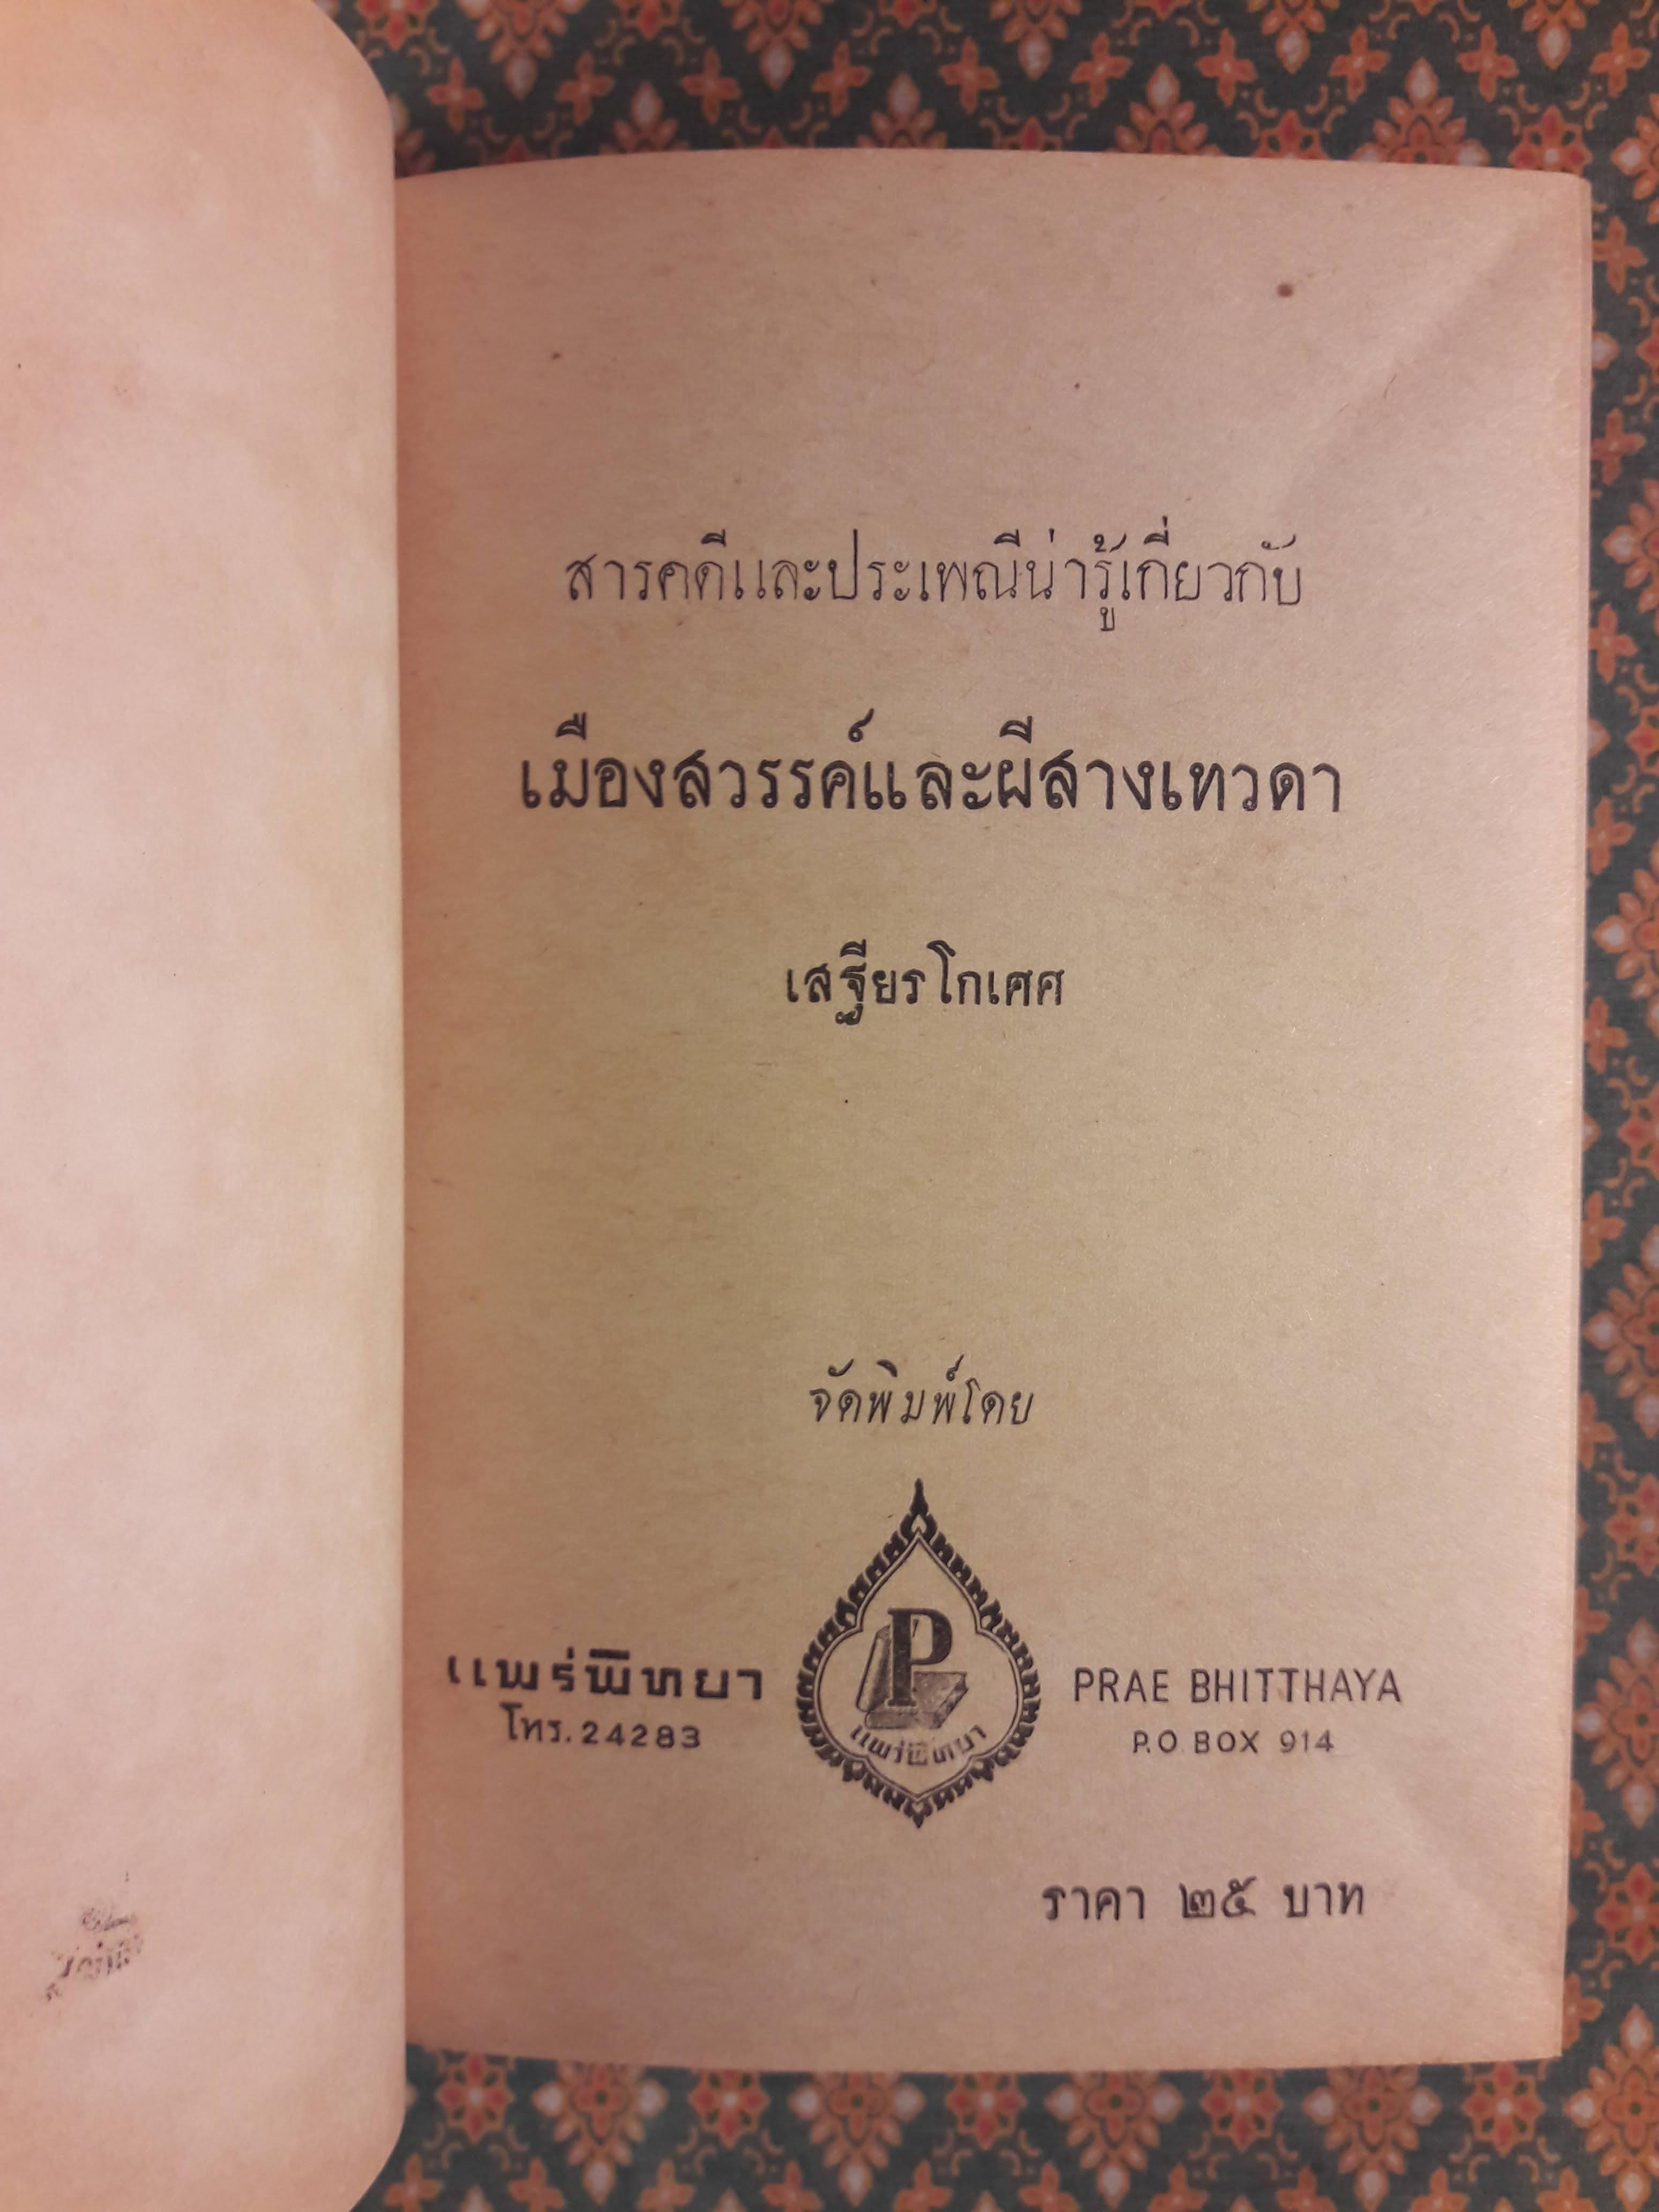 สารคดีและประเพณีน่ารู้เกี่ยวกับ
เมืองสวรรค์และผีสางเทวดา
เสฐียรโกเศศ
จัดพิมพ์โดย
P
แพร่พิทยา
แพร่พิทยา
โทร. 24283
PRAE BHITTHAYA
P.O. BOX 914
ราคา ๒๕ บาท